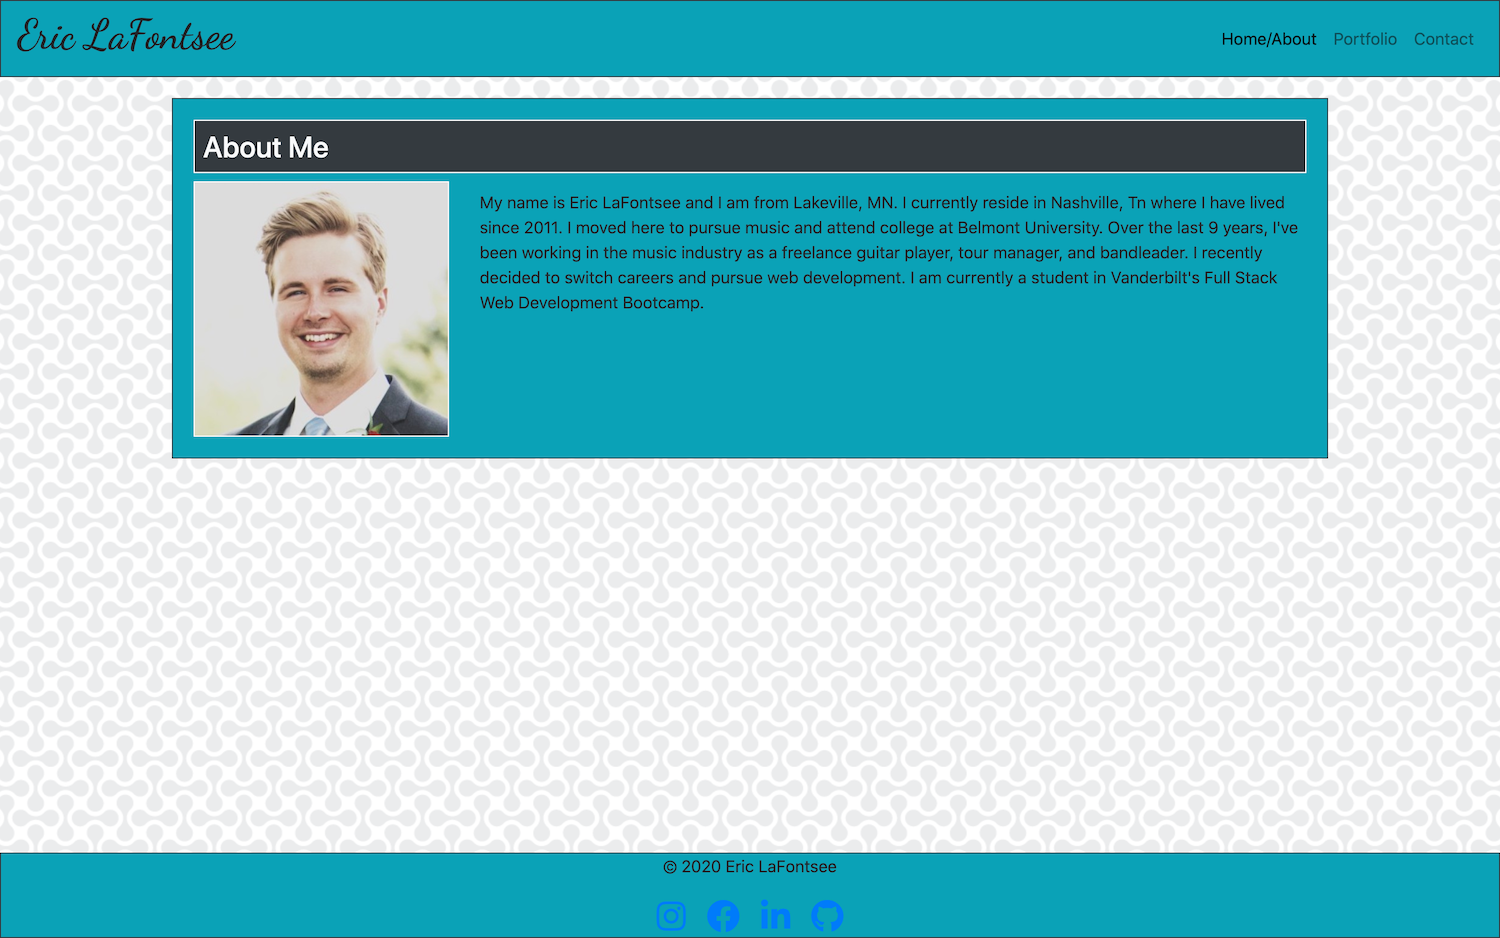 Eric LaFontsee
Home/About Portfolio Contact
About Me
My name is Eric LaFontsee and I am from Lakeville, MN. I currently reside in Nashville, Tn where I have lived
since 2011. I moved here to pursue music and attend college at Belmont University. Over the last 9 years, I've
been working in the music industry as a freelance guitar player, tour manager, and bandleader. I recently
decided to switch careers and pursue web development. I am currently a student in Vanderbilt's Full Stack
Web Development Bootcamp.
© 2020 Eric LaFontsee